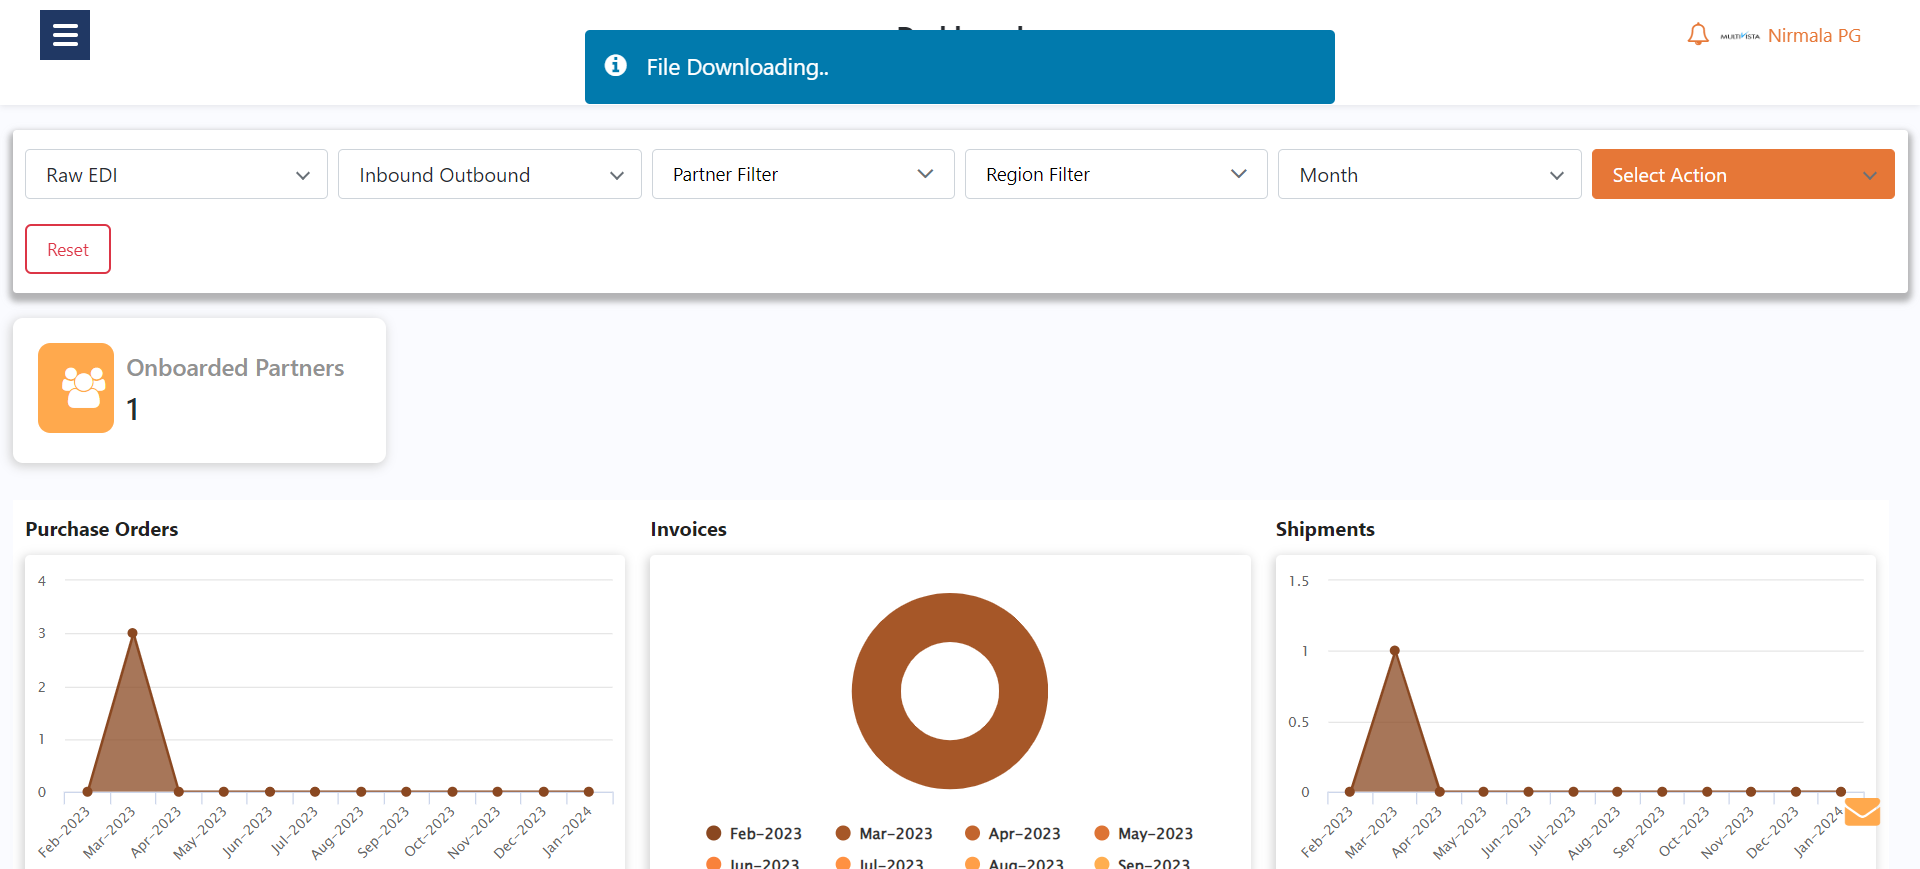 File Downloading..
MULTIVISTA
Nirmala PG
Raw EDI
Inbound Outbound
Partner Filter
Region Filter
Month
Select Action
Reset
Onboarded Partners
1
Purchase Orders
4
3
2
1
0
Feb-2023
Mar-2023
Apr-2023
May-2023
Jun-2023
Jul-2023
Aug-2023
Sep-2023
Oct-2023
Nov-2023
Dec-2023
Jan-2024
Invoices
Feb-2023
Mar-2023
Apr-2023
May-2023
Jun-2023
Jul-2023
Aug-2023
Sep-2023
Shipments
1.5
1
0.5
0
Feb-2023
Mar-2023
Apr-2023
May-2023
Jun-2023
Jul-2023
Aug-2023
Sep-2023
Oct-2023
Nov-2023
Dec-2023
Jan-2024